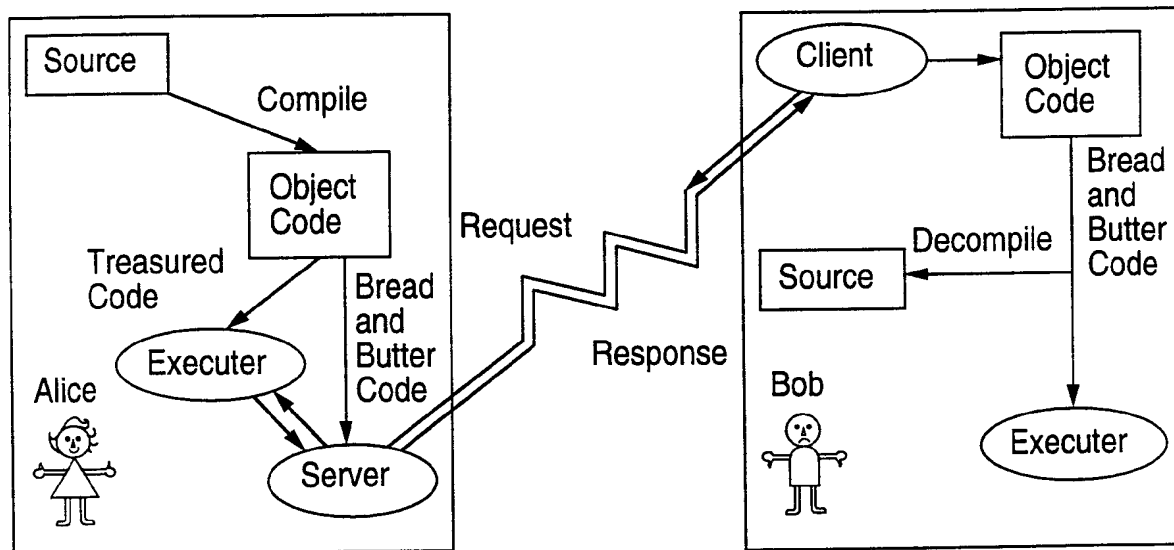 Source
Compile
Object
Code
Treasured
Code
Bread
and
Butter
Code
Executer
Alice
Server
Request
Response
Client
Object
Code
Bread
and
Butter
Code
Decompile
Source
Bob
Executer